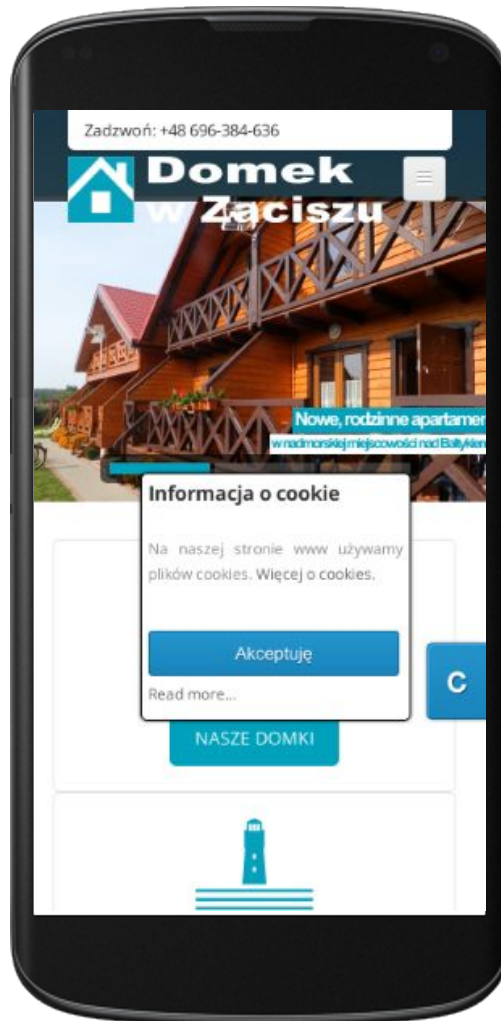 Zadzwoń: +48 696-384-636
Domek
w Zaciszu
Nowe, rodzinne apartamen
w nadmorskiej miejscowości nad Bałtykiem
Informacja o cookie
Na naszej stronie www używamy
plików cookies. Więcej o cookies.
Akceptuję
C
Read more...
NASZE DOMKI